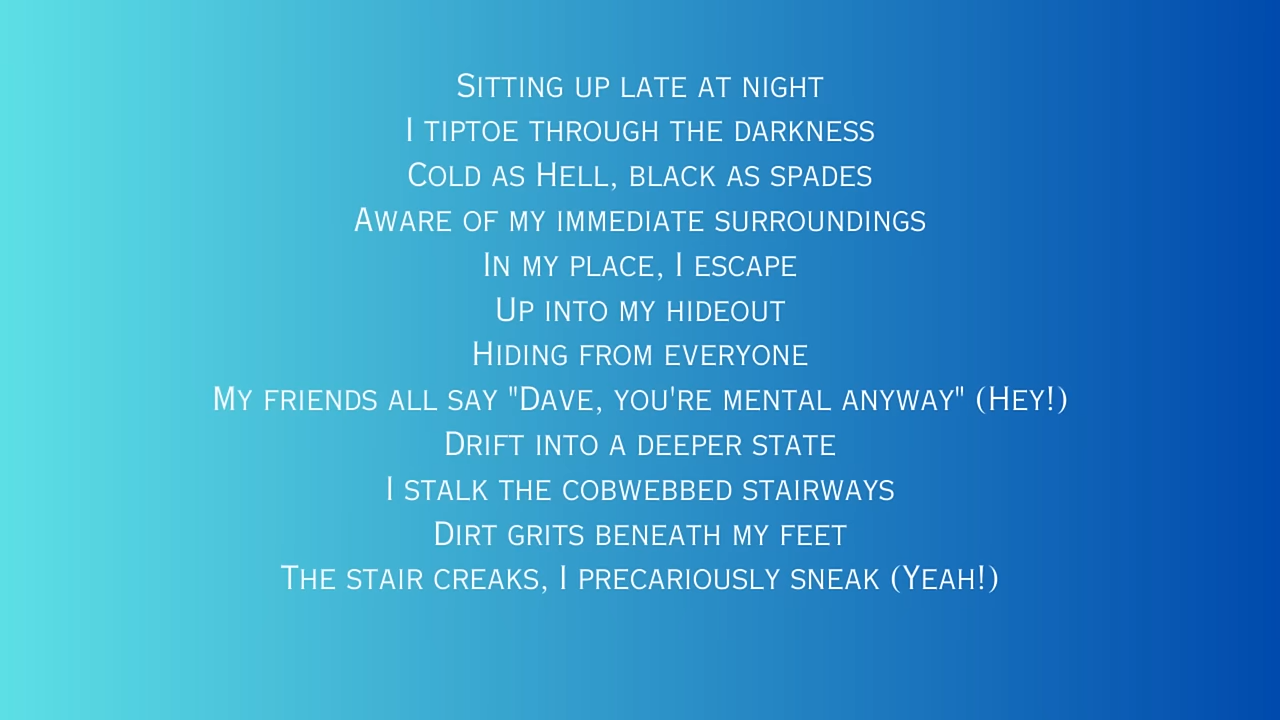 Sitting up late at night
I tiptoe through the darkness
Cold as Hell, black as spades
Aware of my immediate surroundings
In my place, I escape
Up into my hideout
Hiding from everyone
My friends all say "Dave, you're mental anyway" (Hey!)
Drift into a deeper state
I stalk the cobwebbed stairways
Dirt grits beneath my feet
The stair creaks, I precariously sneak (Yeah!)